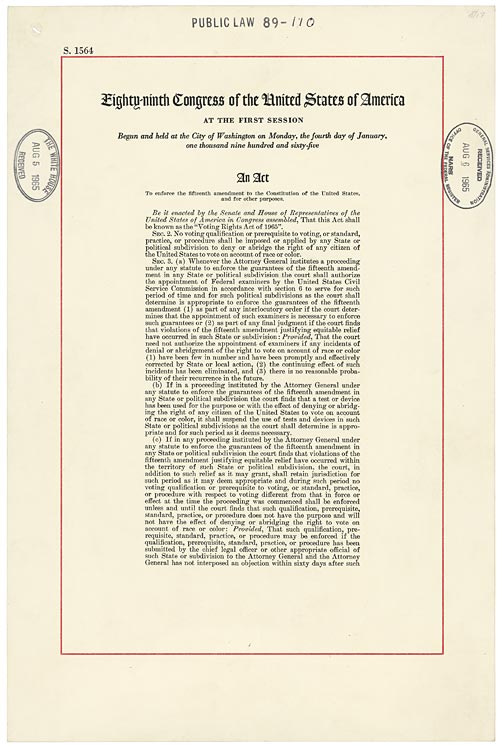 PUBLIC LAW 89-110
S. 1564
Eighty-ninth Congress of the United States of America
AT THE FIRST SESSION
Begun and held at the City of Washington on Monday, the fourth day of January,
one thousand nine hundred and sixty-five
THE WHITE HOUSE
AUG 5 1965
RECEIVED
GENERAL SERVICES ADMINISTRATION
RECEIVED
AUG 6 1965
NARS
OFFICE OF THE FEDERAL REGISTER
An Act
To enforce the fifteenth amendment to the Constitution of the United States,
and for other purposes.
Be it enacted by the Senate and House of Representatives of the
United States of America in Congress assembled, That this Act shall
be known as the "Voting Rights Act of 1965".
SEC. 2. No voting qualification or prerequisite to voting, or standard,
practice, or procedure shall be imposed or applied by any State or
political subdivision to deny or abridge the right of any citizen of
the United States to vote on account of race or color.
SEC. 3. (a) Whenever the Attorney General institutes a proceeding
under any statute to enforce the guarantees of the fifteenth amend-
ment in any State or political subdivision the court shall authorize
the appointment of Federal examiners by the United States Civil
Service Commission in accordance with section 6 to serve for such
period of time and for such political subdivisions as the court shall
determine is appropriate to enforce the guarantees of the fifteenth
amendment (1) as part of any interlocutory order if the court deter-
mines that the appointment of such examiners is necessary to enforce
such guarantees or (2) as part of any final judgment if the court finds
that violations of the fifteenth amendment justifying equitable relief
have occurred in such State or subdivision: Provided, That the court
need not authorize the appointment of examiners if any incidents of
denial or abridgement of the right to vote on account of race or color
(1) have been few in number and have been promptly and effectively
corrected by State or local action, (2) the continuing effect of such
incidents has been eliminated, and (3) there is no reasonable proba-
bility of their recurrence in the future.
(b) If in a proceeding instituted by the Attorney General under
any statute to enforce the guarantees of the fifteenth amendment in
any State or political subdivision the court finds that a test or device
has been used for the purpose or with the effect of denying or abridg-
ing the right of any citizen of the United States to vote on account
of race or color, it shall suspend the use of tests and devices in such
State or political subdivisions as the court shall determine is appro-
priate and for such period as it deems necessary.
(c) If in any proceeding instituted by the Attorney General under
any statute to enforce the guarantees of the fifteenth amendment in
any State or political subdivision the court finds that violations of the
fifteenth amendment justifying equitable relief have occurred within
the territory of such State or political subdivision, the court, in
addition to such relief as it may grant, shall retain jurisdiction for
such period as it may deem appropriate and during such period no
voting qualification or prerequisite to voting, or standard, practice,
or procedure with respect to voting different from that in force or
effect at the time the proceeding was commenced shall be enforced
unless and until the court finds that such qualification, prerequisite,
standard, practice, or procedure does not have the purpose and will
not have the effect of denying or abridging the right to vote on
account of race or color: Provided, That such qualification, pre-
requisite, standard, practice, or procedure may be enforced if the
qualification, prerequisite, standard, practice, or procedure has been
submitted by the chief legal officer or other appropriate official of
such State or subdivision to the Attorney General and the Attorney
General has not interposed an objection within sixty days after such